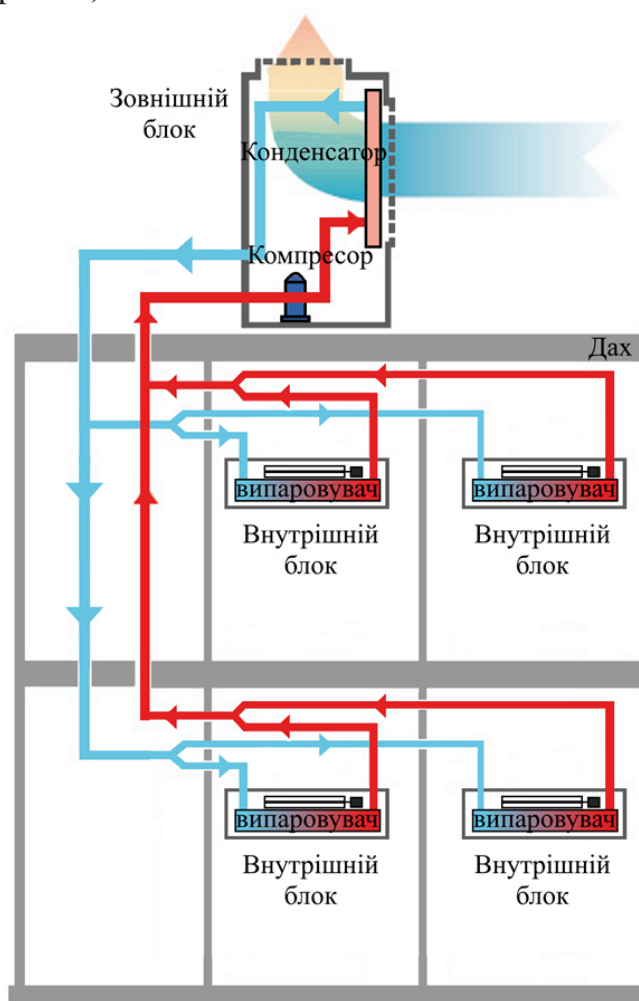 Зовнішній
блок
Конденсатор
Компресор
Дах
випаровувач
випаровувач
Внутрішній
блок
Внутрішній
блок
випаровувач
випаровувач
Внутрішній
блок
Внутрішній
блок